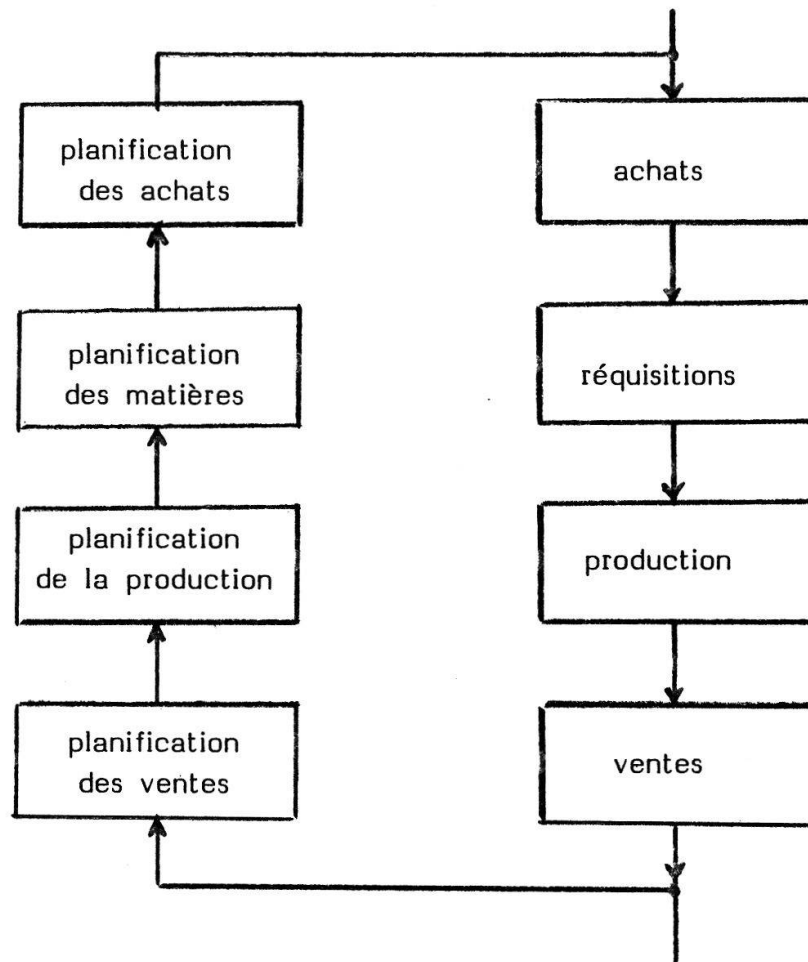 planification
des achats
achats
planification
des matières
réquisitions
planification
de la production
production
planification
des ventes
ventes